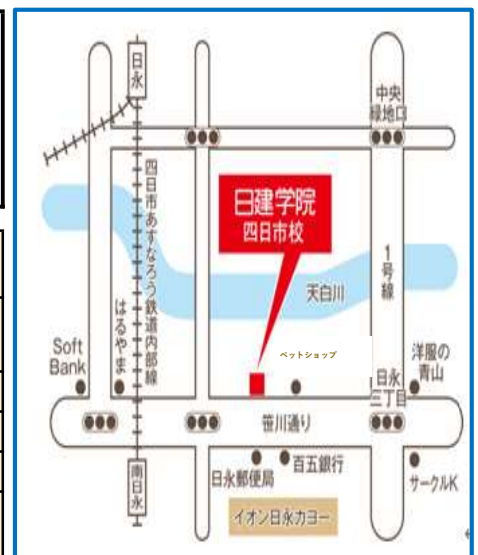 日永
中央
緑地口
四日市あすなろう鉄道内部線
日建学院
四日市校
1号線
天白川
はるやま
Soft
Bank
ペットショップ
洋服の
青山
日永
三丁目
笹川通り
南日永
日永郵便局
百五銀行
サークルK
イオン日永カヨー